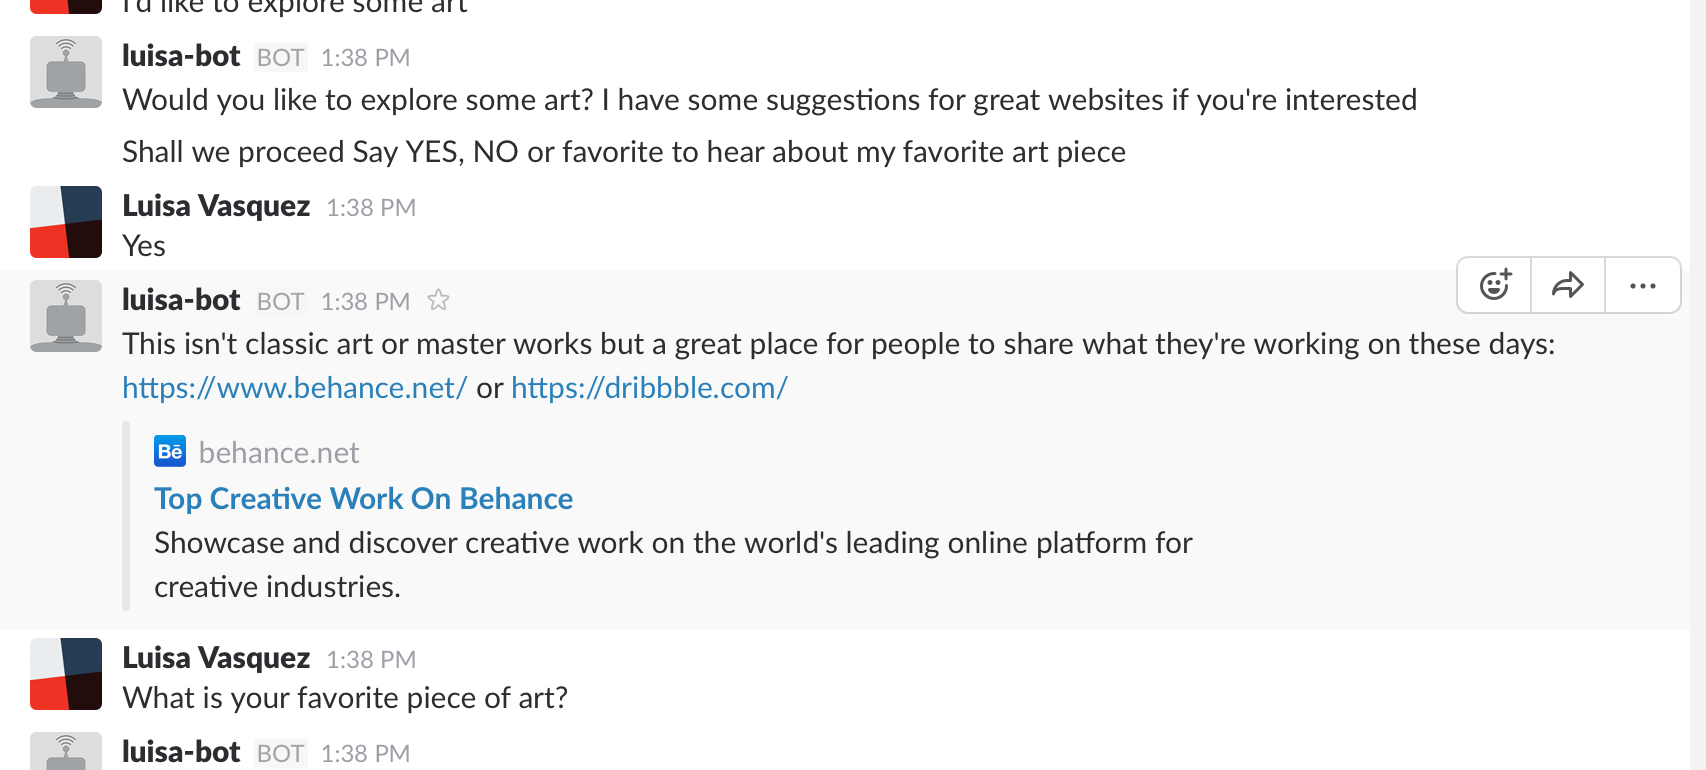 I'd like to explore some art
luisa-bot BOT 1:38 PM
Would you like to explore some art? I have some suggestions for great websites if you're interested
Shall we proceed Say YES, NO or favorite to hear about my favorite art piece
Luisa Vasquez 1:38 PM
Yes
luisa-bot BOT 1:38 PM
This isn't classic art or master works but a great place for people to share what they're working on these days:
https://www.behance.net/ or https://dribbble.com/
Bē behance.net
Top Creative Work On Behance
Showcase and discover creative work on the world's leading online platform for
creative industries.
Luisa Vasquez 1:38 PM
What is your favorite piece of art?
luisa-bot BOT 1:38 PM